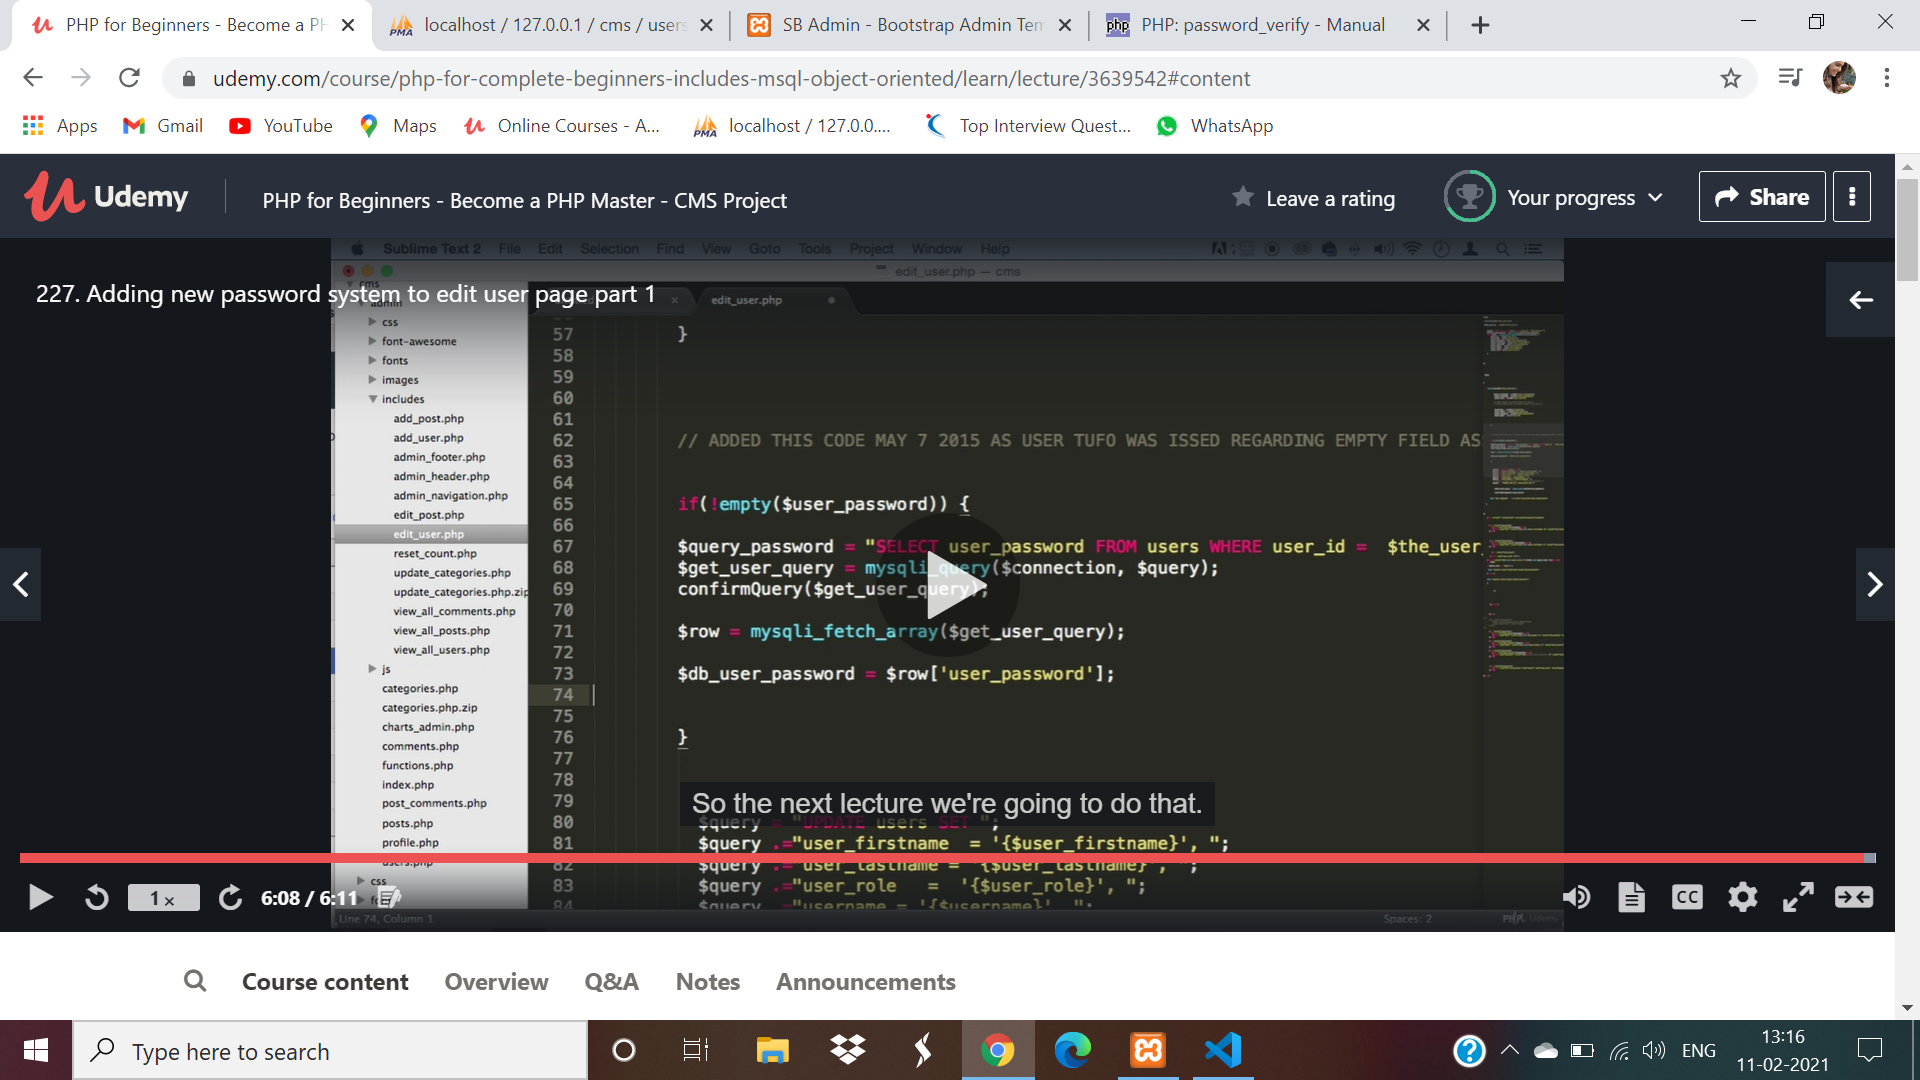 PHP for Beginners - Become a PH
localhost / 127.0.0.1 / cms / users
SB Admin - Bootstrap Admin Tem
php PHP: password_verify - Manual
udemy.com/course/php-for-complete-beginners-includes-msql-object-oriented/learn/lecture/3639542#content
Apps Gmail YouTube Maps Online Courses - A... localhost / 127.0.0.... Top Interview Quest... WhatsApp
Udemy PHP for Beginners - Become a PHP Master - CMS Project Leave a rating Your progress Share
Sublime Text 2 File Edit Selection Find View Goto Tools Project Window Help
edit_user.php — cms
227. Adding new password system to edit user page part 1
edit_user.php
cms
admin
css
font-awesome
fonts
images
includes
add_post.php
add_user.php
admin_footer.php
admin_header.php
admin_navigation.php
edit_post.php
edit_user.php
reset_count.php
update_categories.php
update_categories.php.zip
view_all_comments.php
view_all_posts.php
view_all_users.php
js
categories.php
categories.php.zip
charts_admin.php
comments.php
functions.php
index.php
post_comments.php
posts.php
profile.php
users.php
css
57 }
58
59
60
61
62 // ADDED THIS CODE MAY 7 2015 AS USER TUFO WAS ISSED REGARDING EMPTY FIELD AS
63
64
65 if(!empty($user_password)) {
66
67 $query_password = "SELECT user_password FROM users WHERE user_id = $the_user_
68 $get_user_query = mysqli_query($connection, $query);
69 confirmQuery($get_user_query);
70
71 $row = mysqli_fetch_array($get_user_query);
72
73 $db_user_password = $row['user_password'];
74
75
76 }
77
78
79
So the next lecture we're going to do that.
80 $query = "UPDATE users SET ";
81 $query .="user_firstname = '{$user_firstname}', ";
82 $query .="user_lastname = '{$user_lastname}', ";
83 $query .="user_role = '{$user_role}', ";
84 $query .="username = '{$username}', ";
1 x 6:08 / 6:11 CC
Line 74, Column 1 Spaces: 2 PHP Udemy
Course content Overview Q&A Notes Announcements
Type here to search
ENG 13:16
11-02-2021